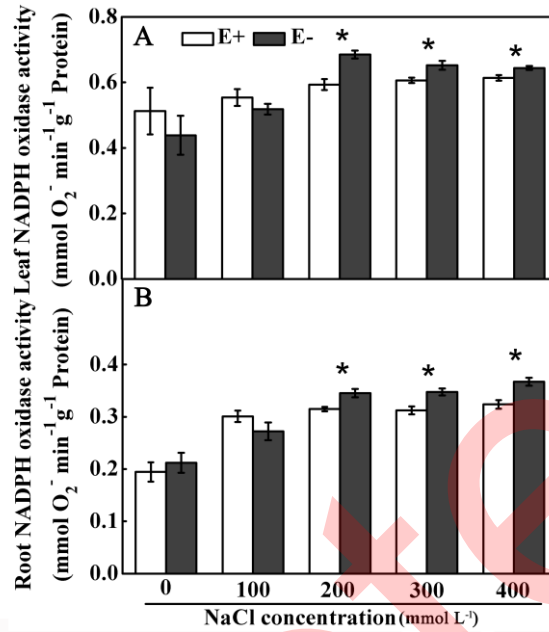 A
E+
E-
Leaf NADPH oxidase activity
(mmol O₂⁻ min⁻¹g⁻¹ Protein)
0.8
0.6
0.4
0.2
0.0
*
*
*
B
Root NADPH oxidase activity
(mmol O₂⁻ min⁻¹g⁻¹ Protein)
0.4
0.3
0.2
0.1
0.0
*
*
*
0
100
200
300
400
NaCl concentration (mmol L⁻¹)